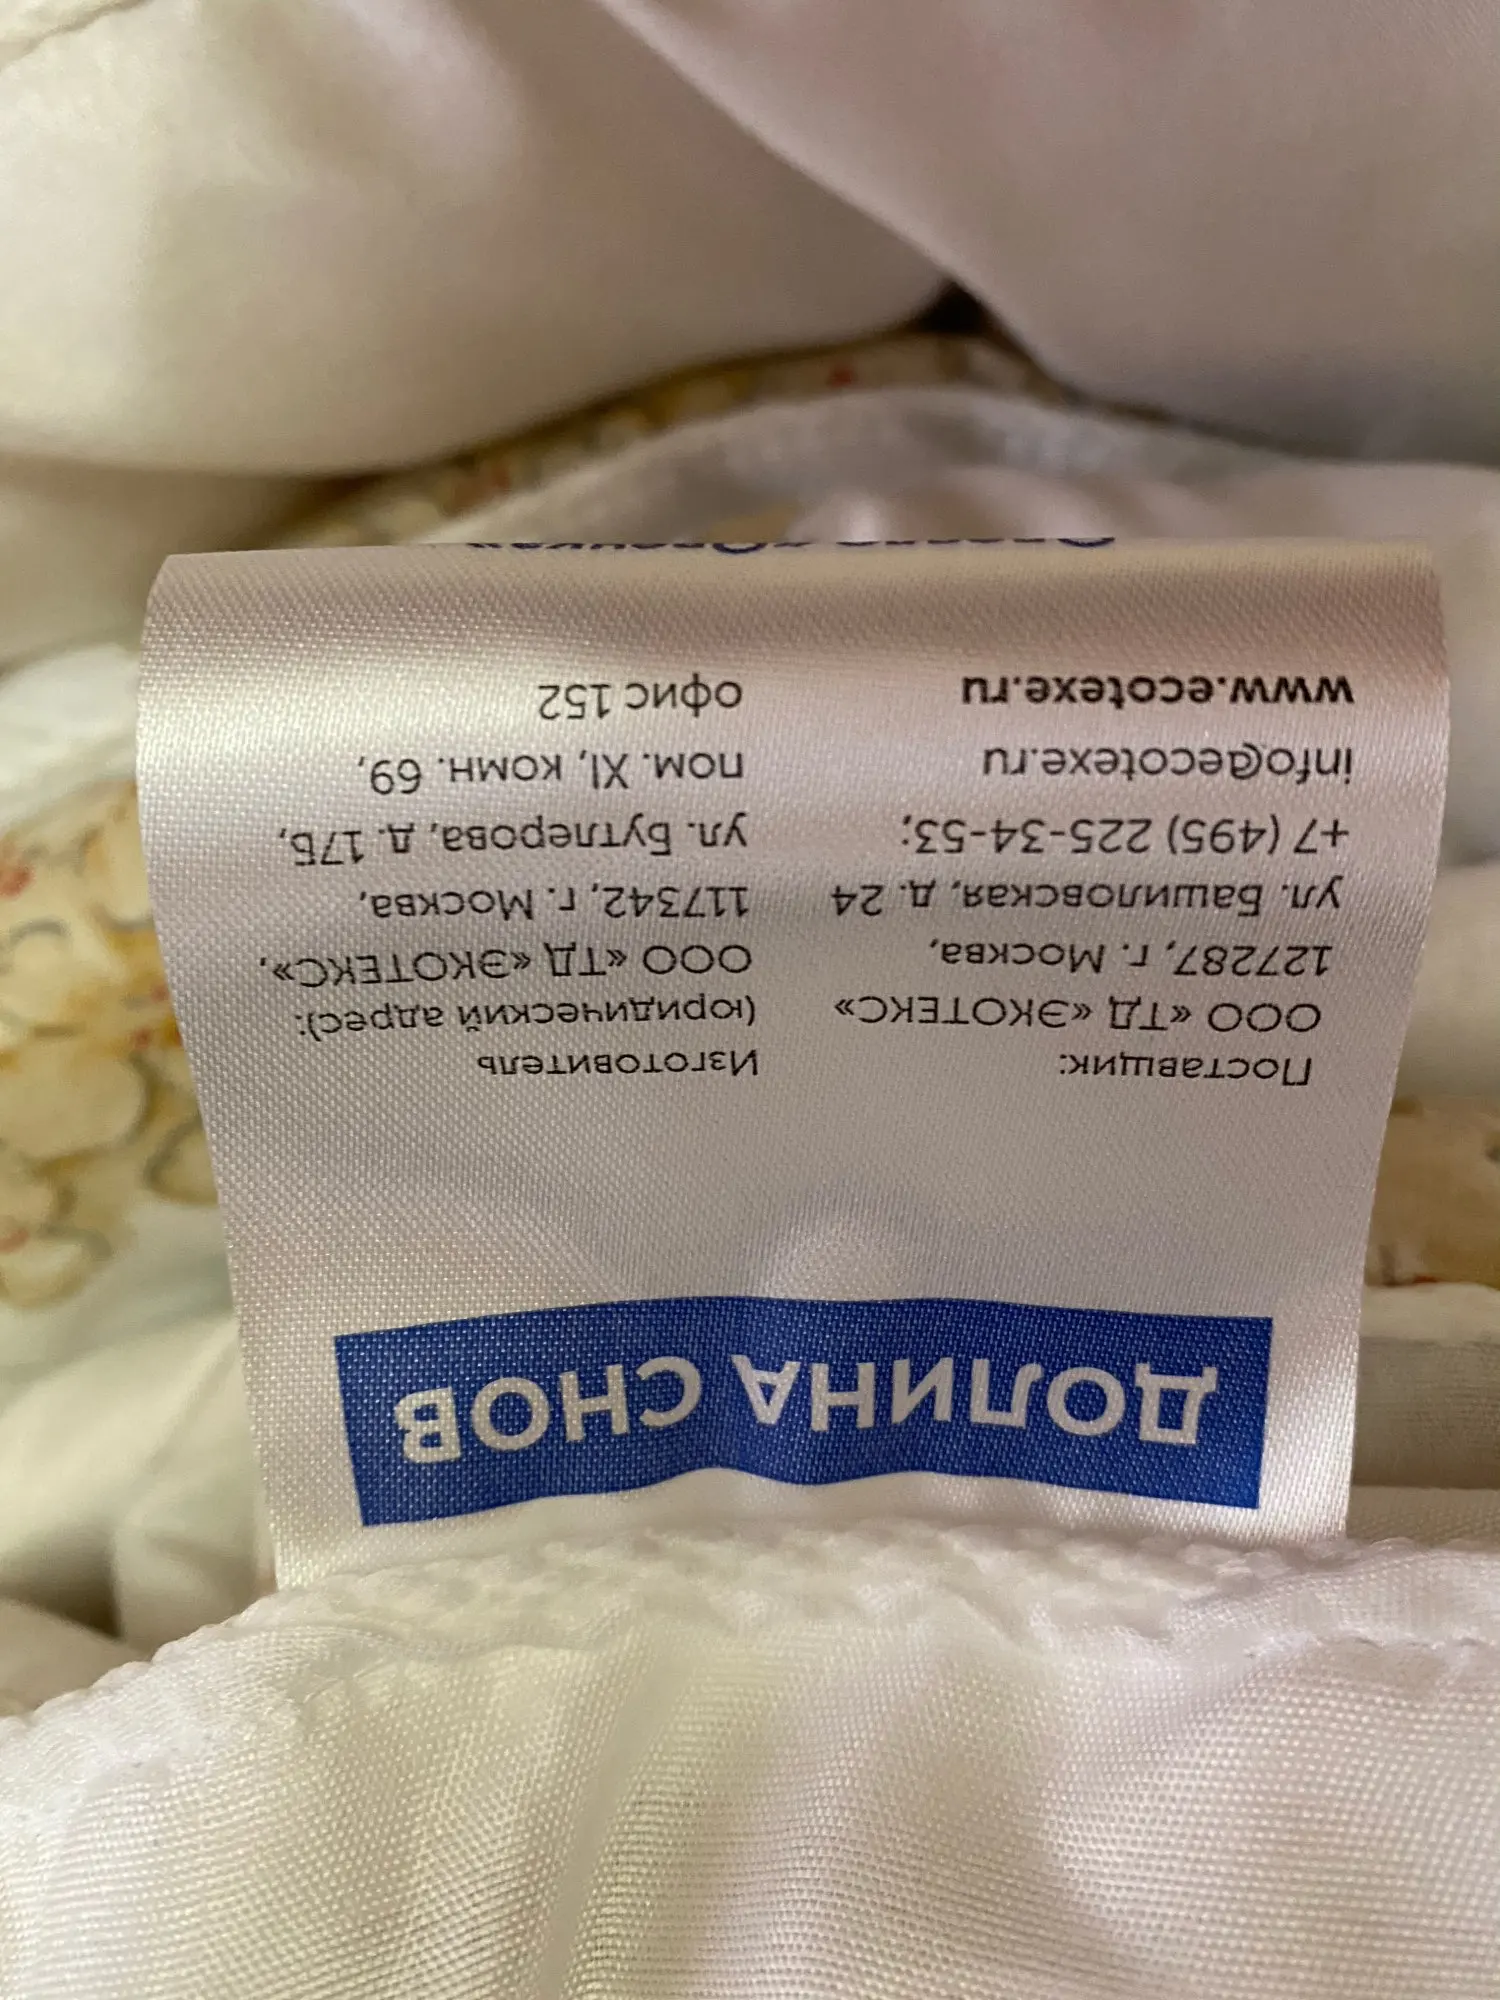 ДОЛИНА СНОВ
Поставщик:
ООО «ТД «ЭКОТЕКС»
127287, г. Москва,
ул. Башиловская, д. 24
+7 (495) 225-34-53;
info@ecotexe.ru
www.ecotexe.ru
Изготовитель
(юридический адрес):
ООО «ТД «ЭКОТЕКС»,
117342, г. Москва,
ул. Бутлерова, д. 17Б,
пом. XI, комн. 69,
офис 152